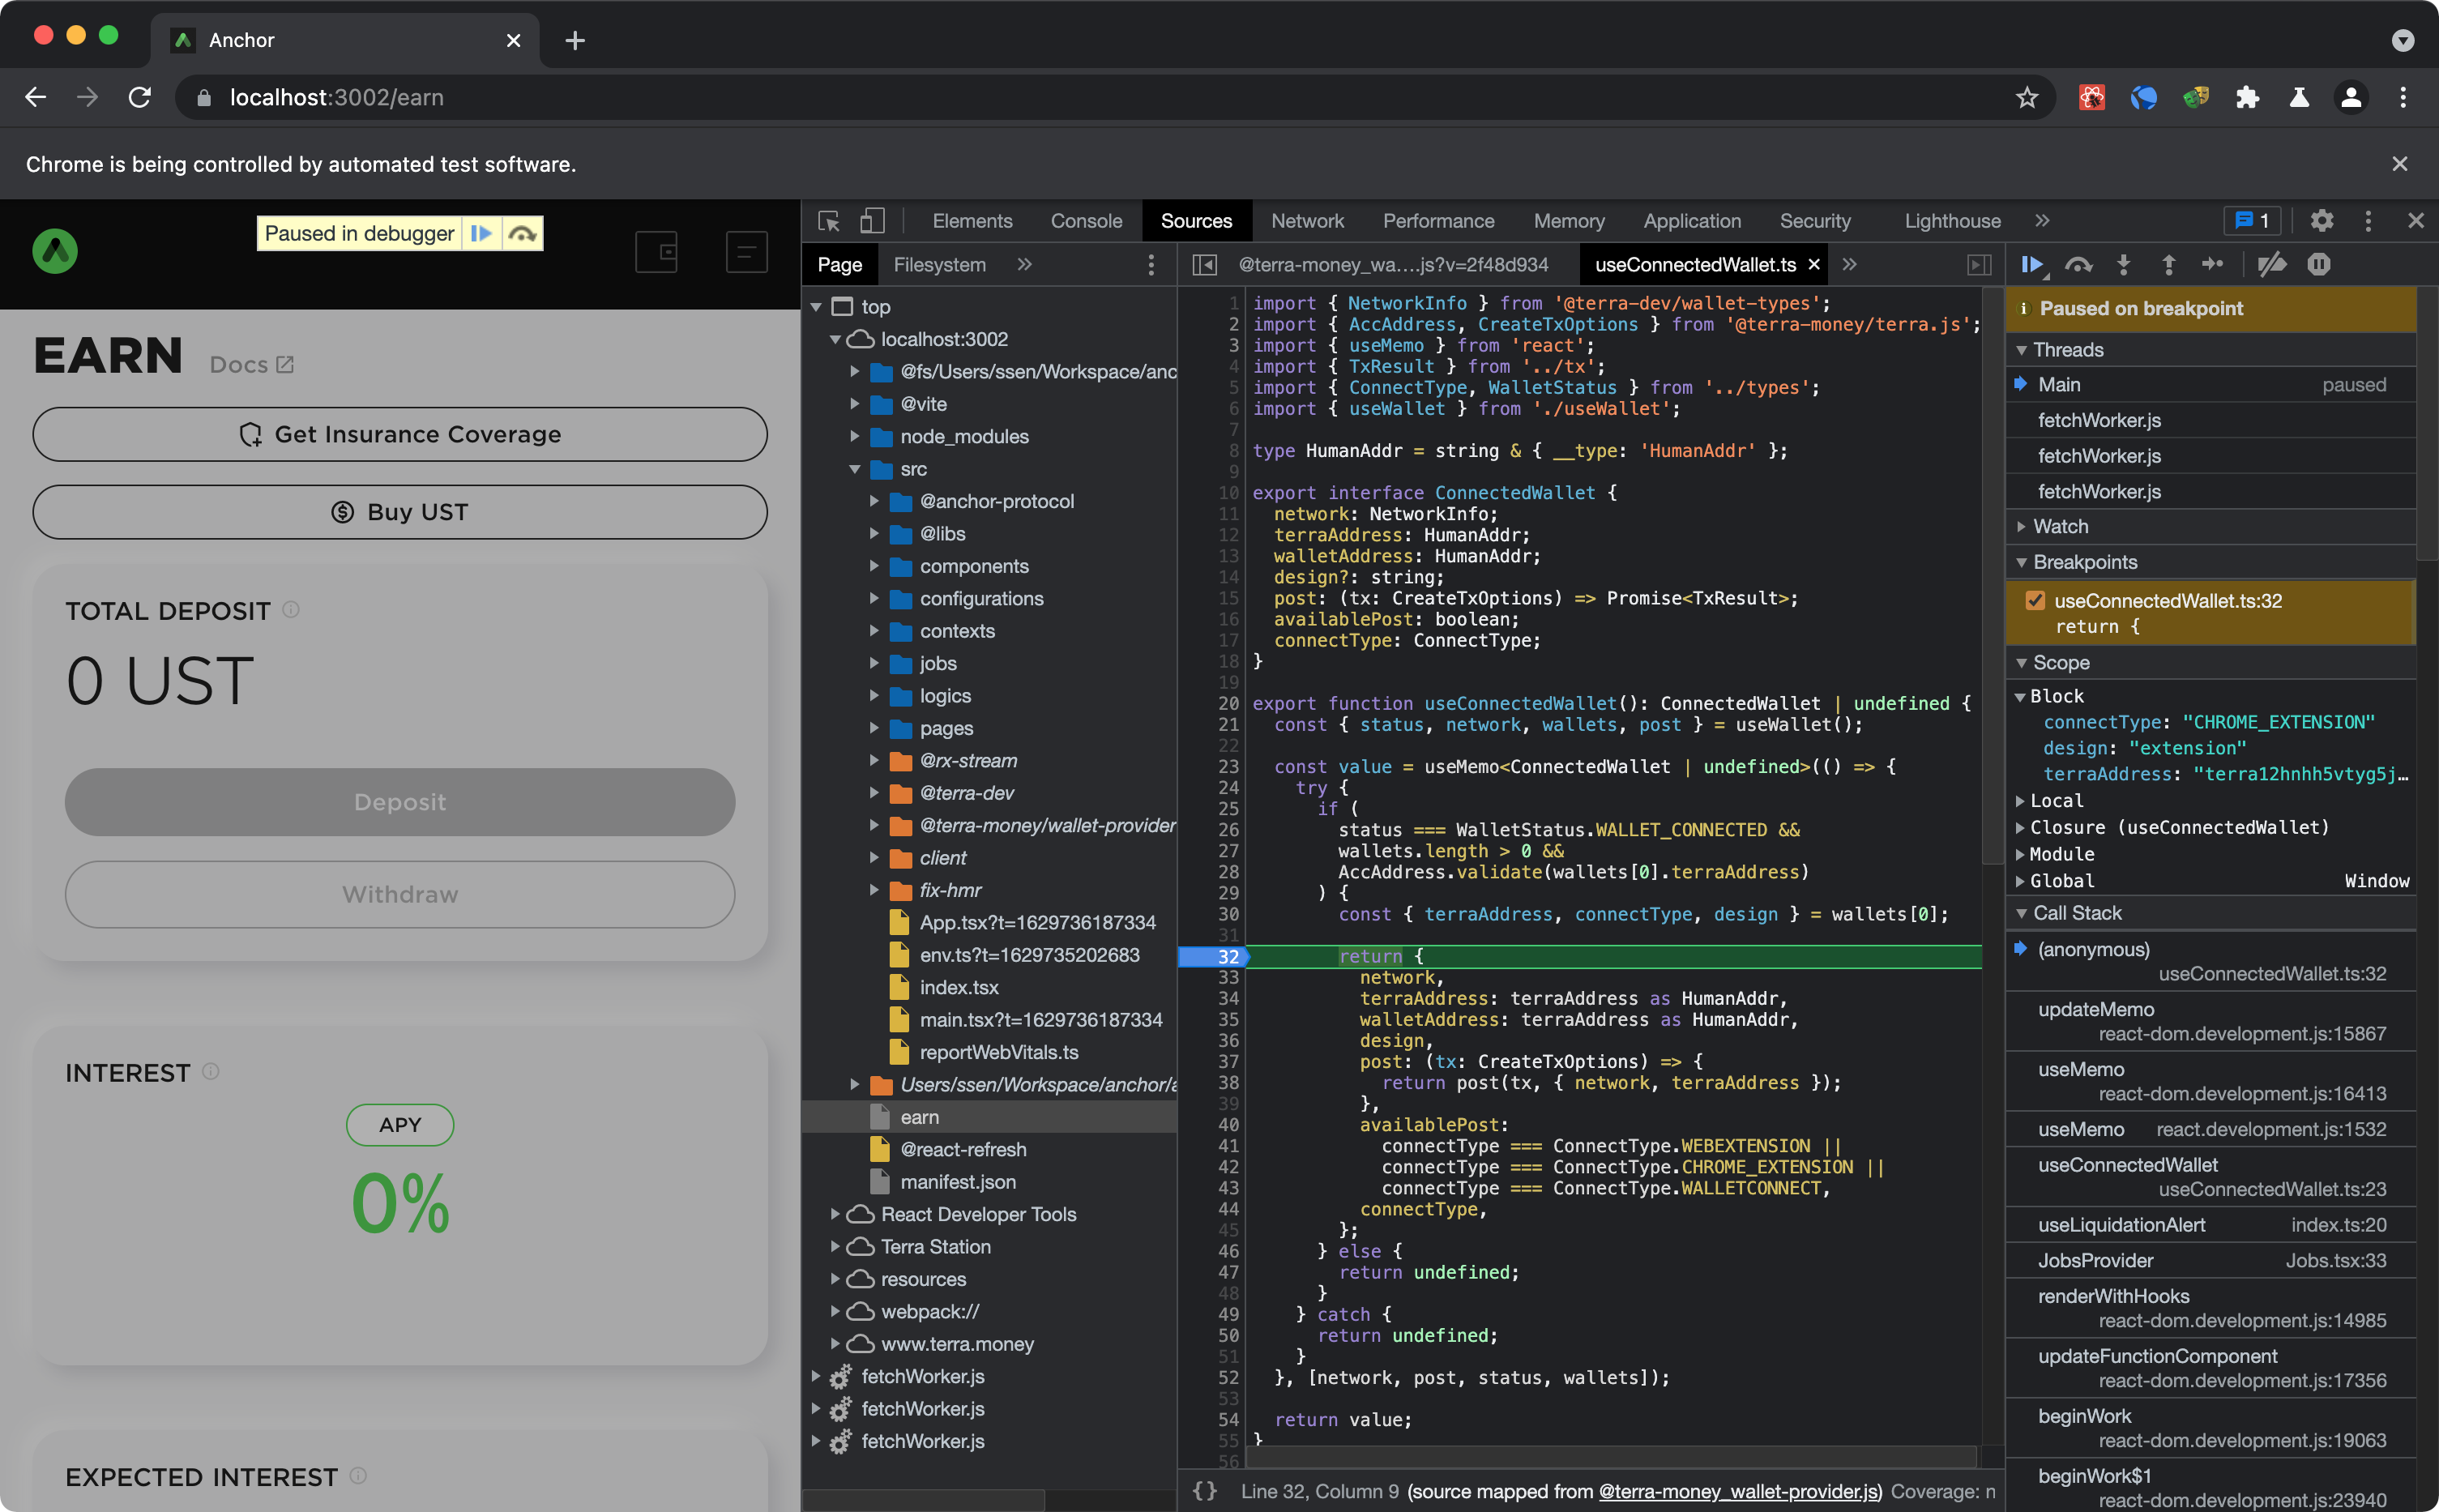 Anchor
localhost:3002/earn
Chrome is being controlled by automated test software.
Paused in debugger
EARN
Docs
Get Insurance Coverage
Buy UST
TOTAL DEPOSIT
0 UST
Deposit
Withdraw
INTEREST
APY
0%
EXPECTED INTEREST
Elements
Console
Sources
Network
Performance
Memory
Application
Security
Lighthouse
1
Page
Filesystem
top
localhost:3002
@fs/Users/ssen/Workspace/anc
@vite
node_modules
src
@anchor-protocol
@libs
components
configurations
contexts
jobs
logics
pages
@rx-stream
@terra-dev
@terra-money/wallet-provider
client
fix-hmr
App.tsx?t=1629736187334
env.ts?t=1629735202683
index.tsx
main.tsx?t=1629736187334
reportWebVitals.ts
Users/ssen/Workspace/anchor/a
earn
@react-refresh
manifest.json
React Developer Tools
Terra Station
resources
webpack://
www.terra.money
fetchWorker.js
fetchWorker.js
fetchWorker.js
@terra-money_wa....js?v=2f48d934
useConnectedWallet.ts
1 import { NetworkInfo } from '@terra-dev/wallet-types';
2 import { AccAddress, CreateTxOptions } from '@terra-money/terra.js';
3 import { useMemo } from 'react';
4 import { TxResult } from '../tx';
5 import { ConnectType, WalletStatus } from '../types';
6 import { useWallet } from './useWallet';
7
8 type HumanAddr = string & { __type: 'HumanAddr' };
9
10 export interface ConnectedWallet {
11 network: NetworkInfo;
12 terraAddress: HumanAddr;
13 walletAddress: HumanAddr;
14 design?: string;
15 post: (tx: CreateTxOptions) => Promise<TxResult>;
16 availablePost: boolean;
17 connectType: ConnectType;
18 }
19
20 export function useConnectedWallet(): ConnectedWallet | undefined {
21 const { status, network, wallets, post } = useWallet();
22
23 const value = useMemo<ConnectedWallet | undefined>(() => {
24 try {
25 if (
26 status === WalletStatus.WALLET_CONNECTED &&
27 wallets.length > 0 &&
28 AccAddress.validate(wallets[0].terraAddress)
29 ) {
30 const { terraAddress, connectType, design } = wallets[0];
31
32 return {
33 network,
34 terraAddress: terraAddress as HumanAddr,
35 walletAddress: terraAddress as HumanAddr,
36 design,
37 post: (tx: CreateTxOptions) => {
38 return post(tx, { network, terraAddress });
39 },
40 availablePost:
41 connectType === ConnectType.WEBEXTENSION ||
42 connectType === ConnectType.CHROME_EXTENSION ||
43 connectType === ConnectType.WALLETCONNECT,
44 connectType,
45 };
46 } else {
47 return undefined;
48 }
49 } catch {
50 return undefined;
51 }
52 }, [network, post, status, wallets]);
53
54 return value;
55 }
56
{} Line 32, Column 9 (source mapped from @terra-money_wallet-provider.js) Coverage: n
Paused on breakpoint
Threads
Main paused
fetchWorker.js
fetchWorker.js
fetchWorker.js
Watch
Breakpoints
useConnectedWallet.ts:32
return {
Scope
Block
connectType: "CHROME_EXTENSION"
design: "extension"
terraAddress: "terra12hnhh5vtyg5j…
Local
Closure (useConnectedWallet)
Module
Global Window
Call Stack
(anonymous)
useConnectedWallet.ts:32
updateMemo
react-dom.development.js:15867
useMemo
react-dom.development.js:16413
useMemo react.development.js:1532
useConnectedWallet
useConnectedWallet.ts:23
useLiquidationAlert index.ts:20
JobsProvider Jobs.tsx:33
renderWithHooks
react-dom.development.js:14985
updateFunctionComponent
react-dom.development.js:17356
beginWork
react-dom.development.js:19063
beginWork$1
react-dom.development.js:23940